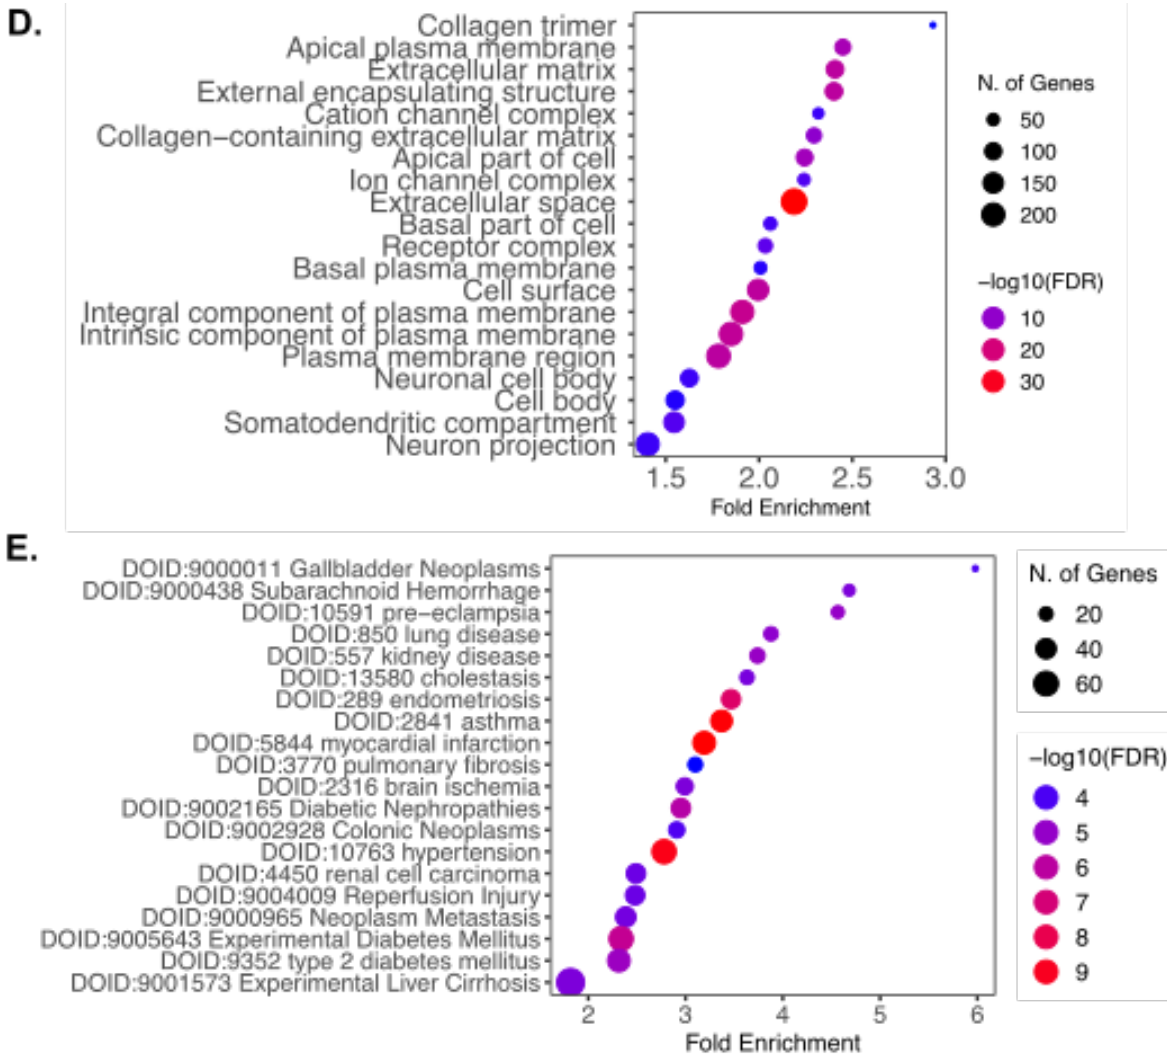 D.
Collagen trimer
Apical plasma membrane
Extracellular matrix
External encapsulating structure
Cation channel complex
Collagen−containing extracellular matrix
Apical part of cell
Ion channel complex
Extracellular space
Basal part of cell
Receptor complex
Basal plasma membrane
Cell surface
Integral component of plasma membrane
Intrinsic component of plasma membrane
Plasma membrane region
Neuronal cell body
Cell body
Somatodendritic compartment
Neuron projection
1.5 2.0 2.5 3.0
Fold Enrichment
N. of Genes
50
100
150
200
−log10(FDR)
10
20
30
E.
DOID:9000011 Gallbladder Neoplasms
DOID:9000438 Subarachnoid Hemorrhage
DOID:10591 pre−eclampsia
DOID:850 lung disease
DOID:557 kidney disease
DOID:13580 cholestasis
DOID:289 endometriosis
DOID:2841 asthma
DOID:5844 myocardial infarction
DOID:3770 pulmonary fibrosis
DOID:2316 brain ischemia
DOID:9002165 Diabetic Nephropathies
DOID:9002928 Colonic Neoplasms
DOID:10763 hypertension
DOID:4450 renal cell carcinoma
DOID:9004009 Reperfusion Injury
DOID:9000965 Neoplasm Metastasis
DOID:9005643 Experimental Diabetes Mellitus
DOID:9352 type 2 diabetes mellitus
DOID:9001573 Experimental Liver Cirrhosis
2 3 4 5 6
Fold Enrichment
N. of Genes
20
40
60
−log10(FDR)
4
5
6
7
8
9